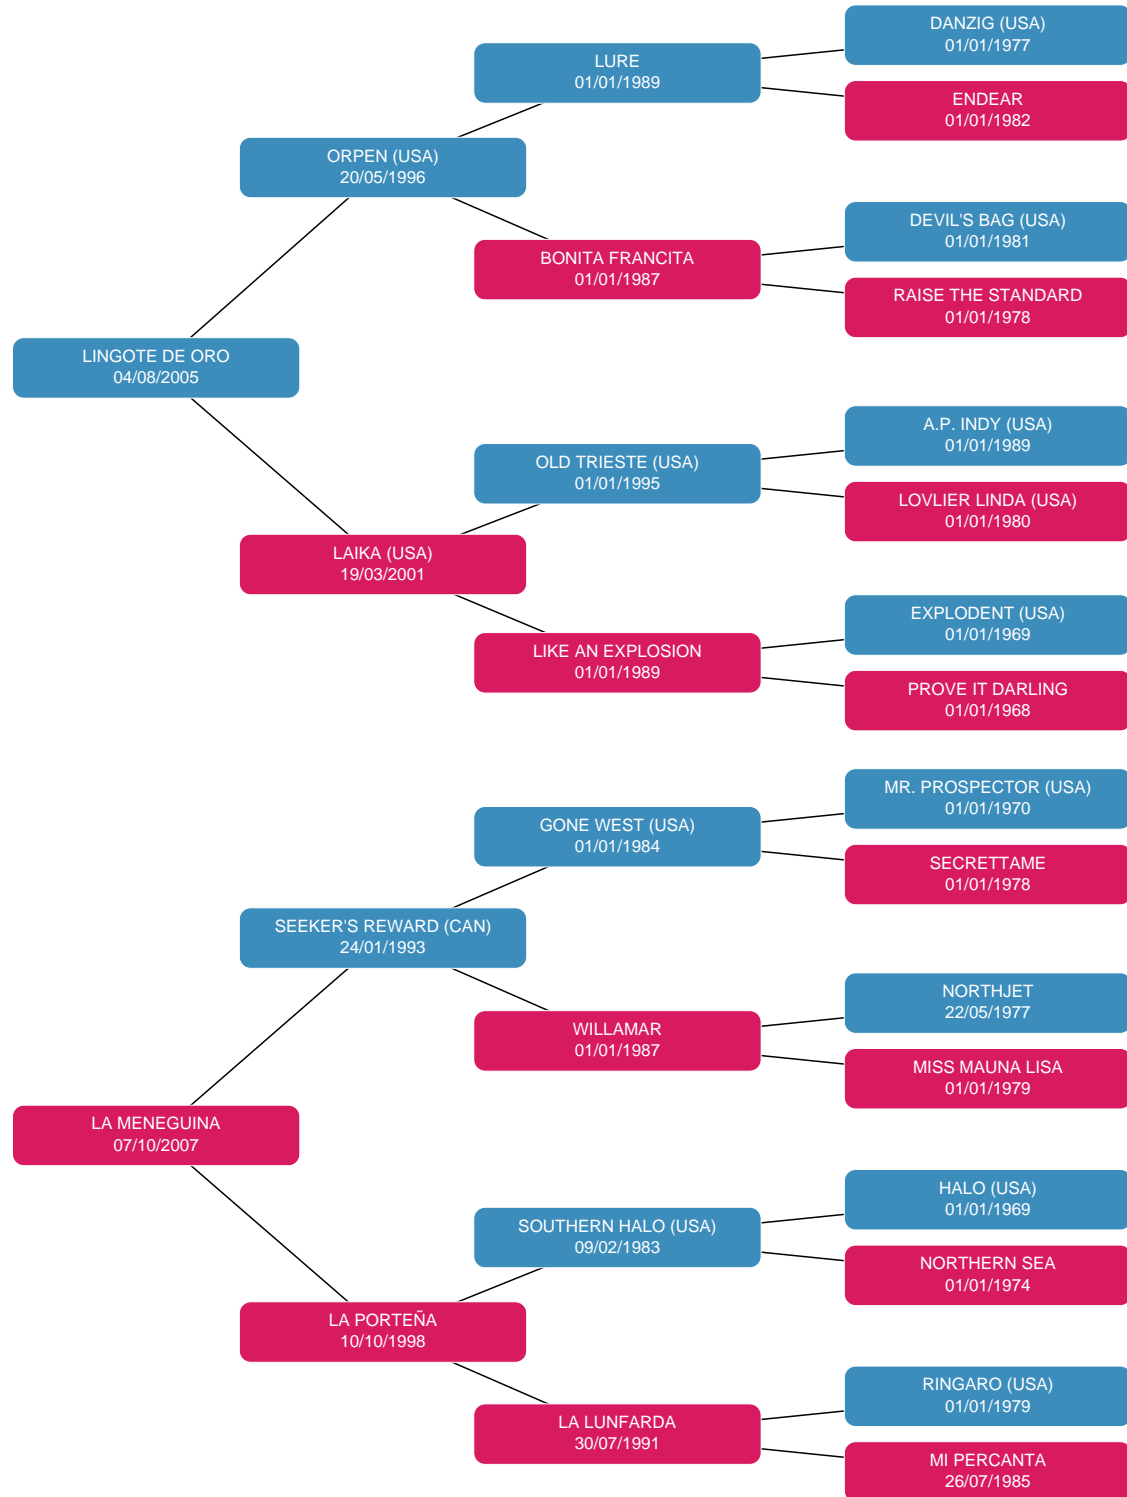 DANZIG (USA)
01/01/1977
LURE
01/01/1989
ENDEAR
01/01/1982
ORPEN (USA)
20/05/1996
DEVIL'S BAG (USA)
01/01/1981
BONITA FRANCITA
01/01/1987
RAISE THE STANDARD
01/01/1978
LINGOTE DE ORO
04/08/2005
A.P. INDY (USA)
01/01/1989
OLD TRIESTE (USA)
01/01/1995
LOVLIER LINDA (USA)
01/01/1980
LAIKA (USA)
19/03/2001
EXPLODENT (USA)
01/01/1969
LIKE AN EXPLOSION
01/01/1989
PROVE IT DARLING
01/01/1968
MR. PROSPECTOR (USA)
01/01/1970
GONE WEST (USA)
01/01/1984
SECRETTAME
01/01/1978
SEEKER'S REWARD (CAN)
24/01/1993
NORTHJET
22/05/1977
WILLAMAR
01/01/1987
MISS MAUNA LISA
01/01/1979
LA MENEGUINA
07/10/2007
HALO (USA)
01/01/1969
SOUTHERN HALO (USA)
09/02/1983
NORTHERN SEA
01/01/1974
LA PORTEÑA
10/10/1998
RINGARO (USA)
01/01/1979
LA LUNFARDA
30/07/1991
MI PERCANTA
26/07/1985